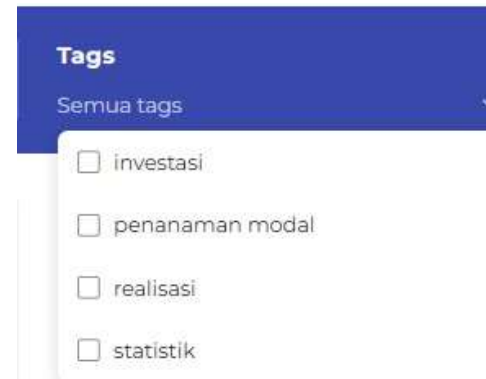 Tags
Semua tags
investasi
penanaman modal
realisasi
statistik